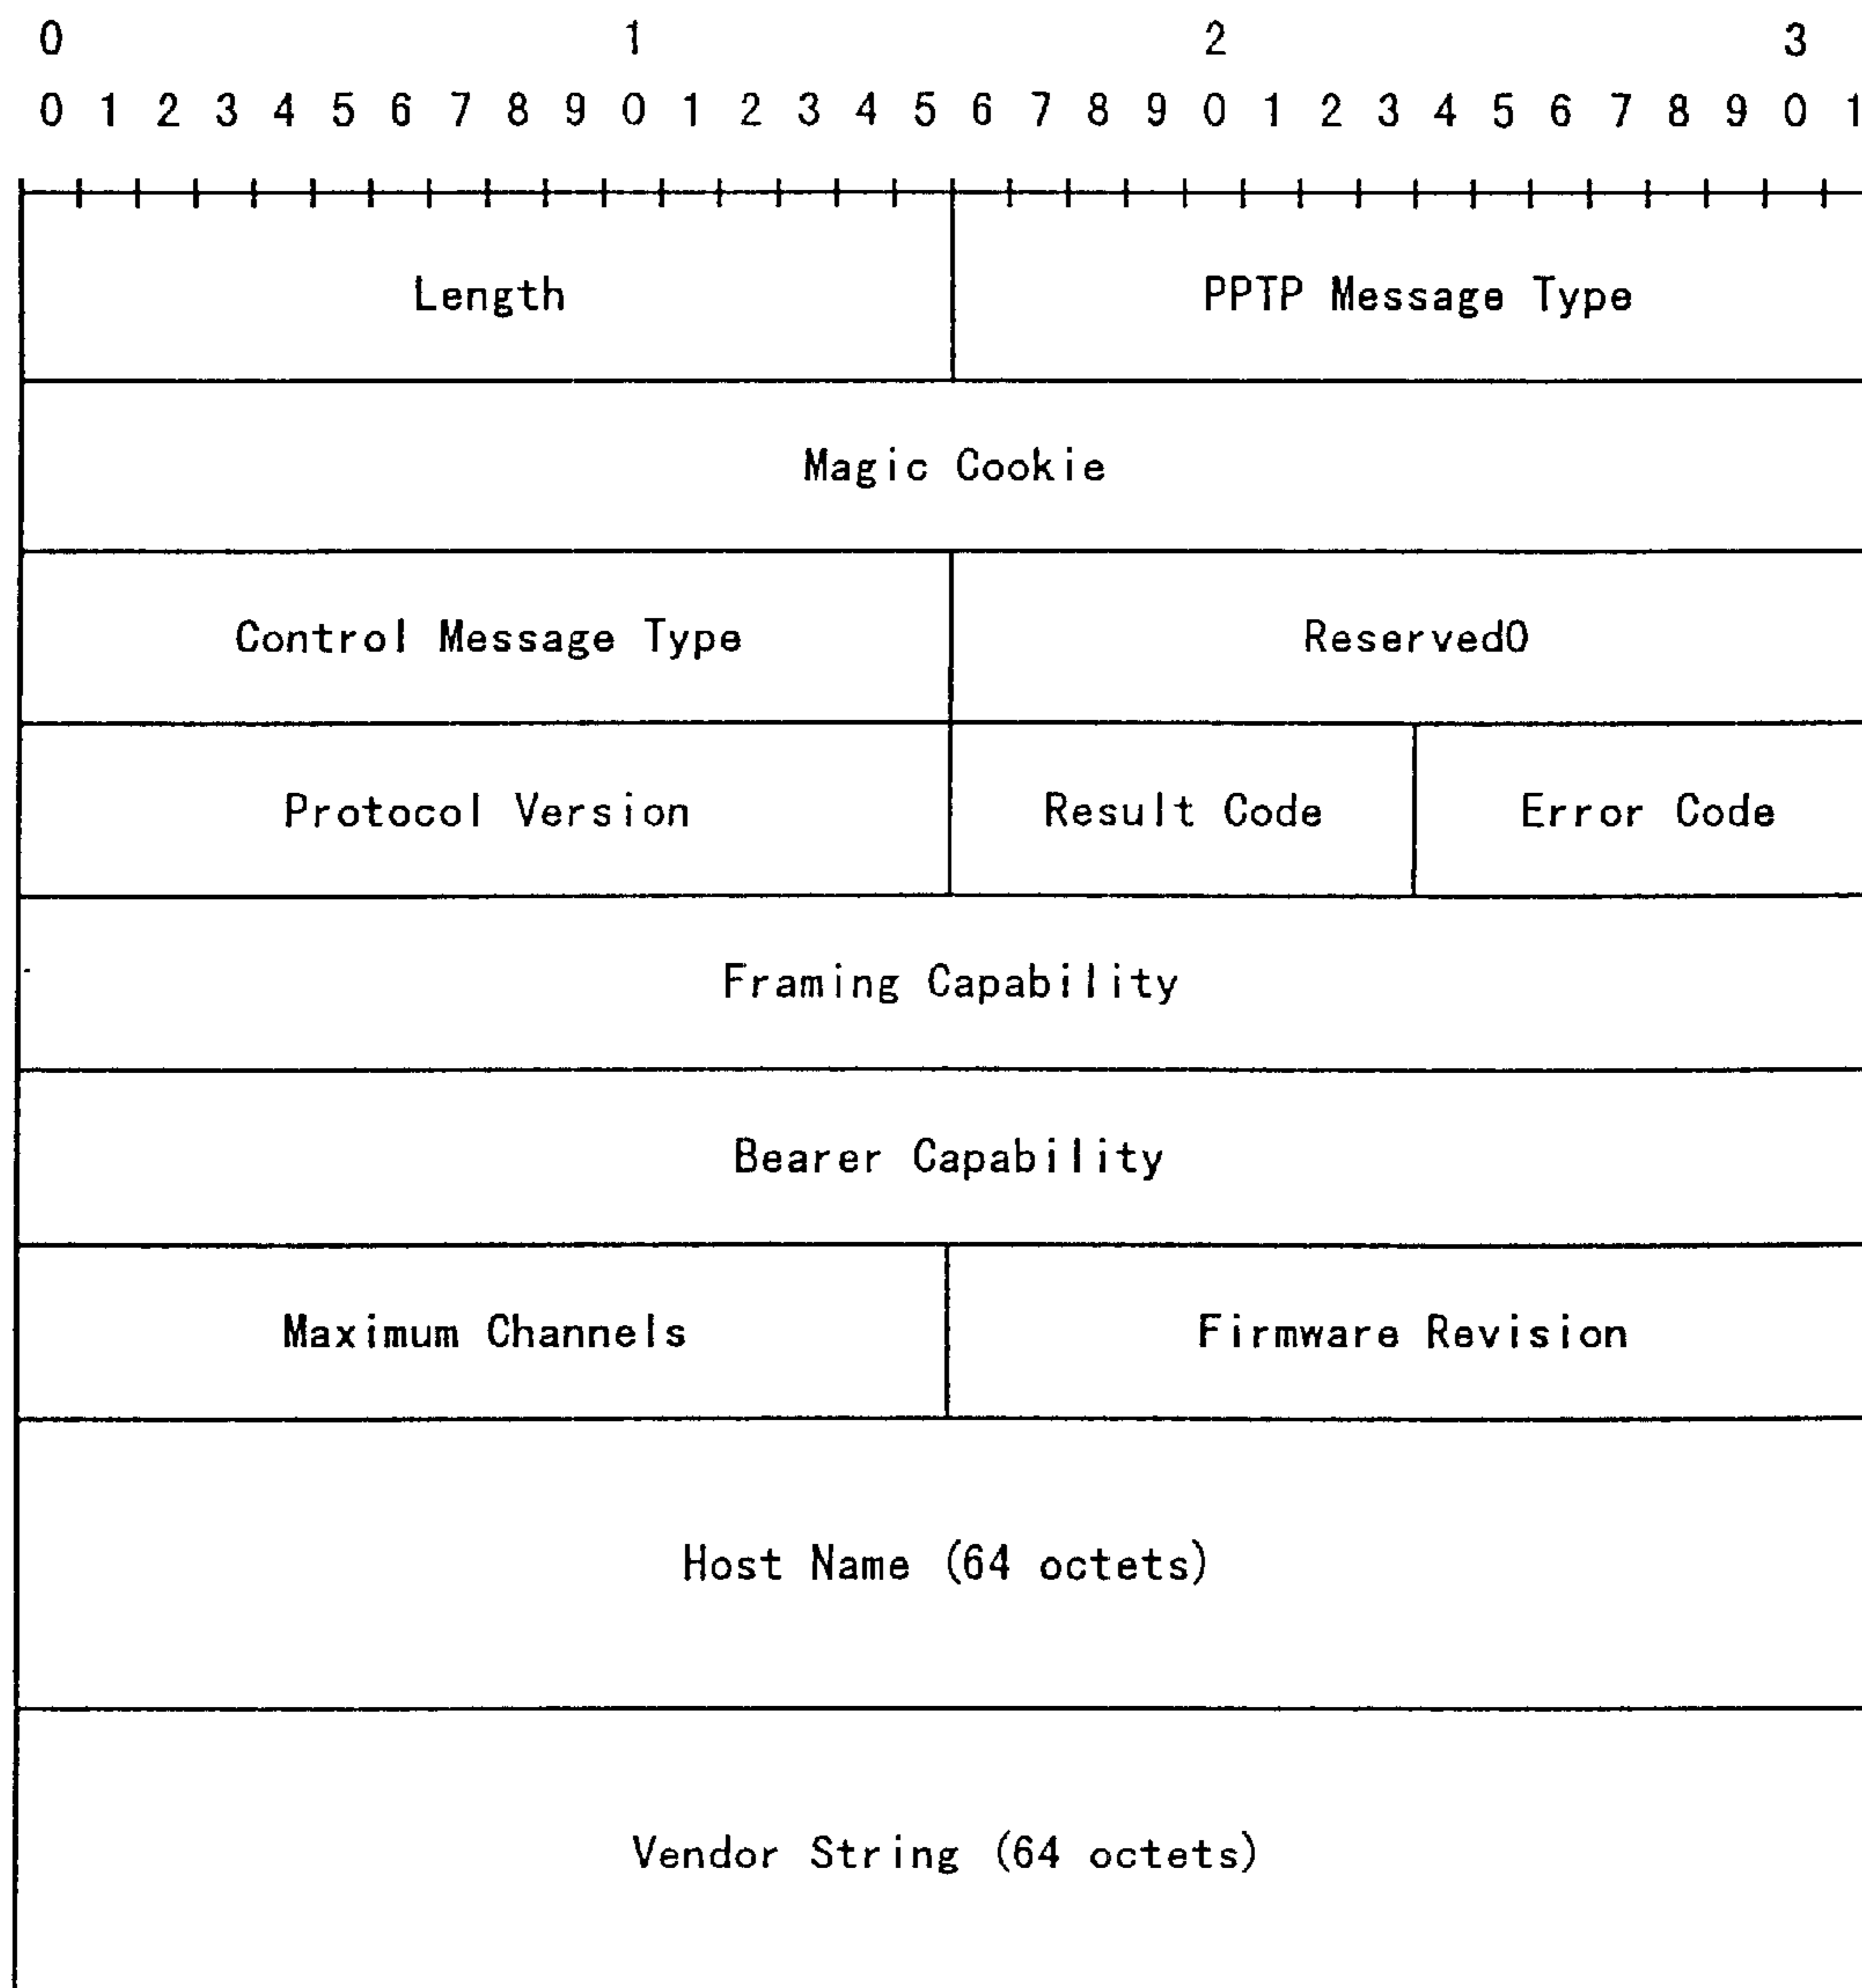 0 1 2 3
0 1 2 3 4 5 6 7 8 9 0 1 2 3 4 5 6 7 8 9 0 1 2 3 4 5 6 7 8 9 0 1
Length PPTP Message Type
Magic Cookie
Control Message Type Reserved0
Protocol Version Result Code Error Code
Framing Capability
Bearer Capability
Maximum Channels Firmware Revision
Host Name (64 octets)
Vendor String (64 octets)